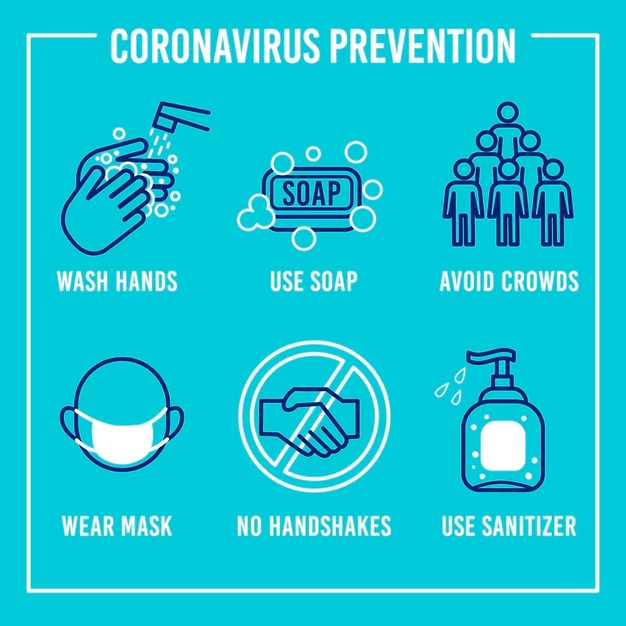 CORONAVIRUS PREVENTION
SOAP
WASH HANDS
USE SOAP
AVOID CROWDS
WEAR MASK
NO HANDSHAKES
USE SANITIZER